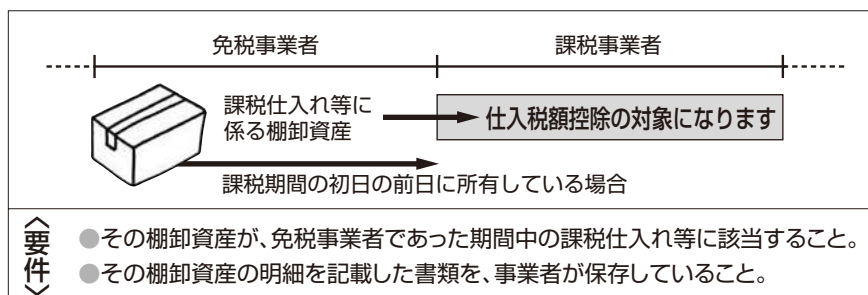 免税事業者
課税事業者
課税仕入れ等に
係る棚卸資産
仕入税額控除の対象になります
課税期間の初日の前日に所有している場合
〈要件〉
●その棚卸資産が、免税事業者であった期間中の課税仕入れ等に該当すること。
●その棚卸資産の明細を記載した書類を、事業者が保存していること。